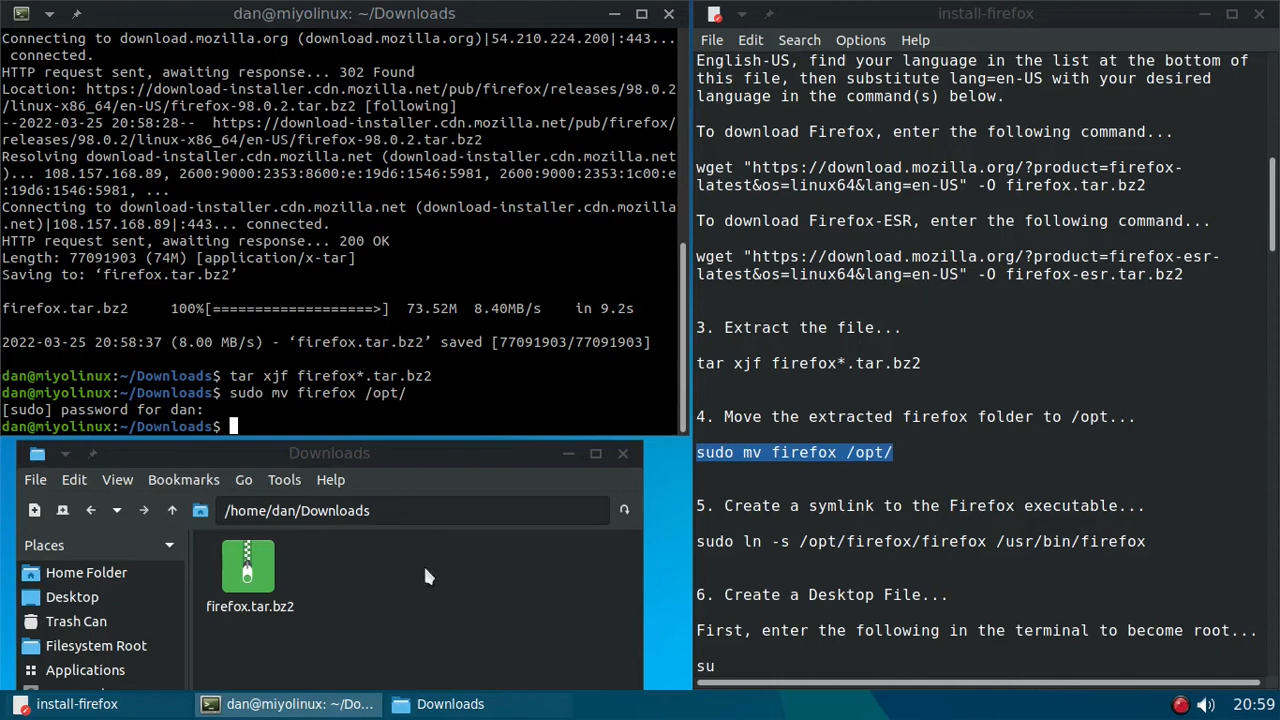 dan@miyolinux: ~/Downloads
Connecting to download.mozilla.org (download.mozilla.org)|54.210.224.200|:443...
connected.
HTTP request sent, awaiting response... 302 Found
Location: https://download-installer.cdn.mozilla.net/pub/firefox/releases/98.0.2
/linux-x86_64/en-US/firefox-98.0.2.tar.bz2 [following]
--2022-03-25 20:58:28--  https://download-installer.cdn.mozilla.net/pub/firefox/
releases/98.0.2/linux-x86_64/en-US/firefox-98.0.2.tar.bz2
Resolving download-installer.cdn.mozilla.net (download-installer.cdn.mozilla.net
)... 108.157.168.89, 2600:9000:2353:8600:e:19d6:1546:5981, 2600:9000:2353:1c00:e
:19d6:1546:5981, ...
Connecting to download-installer.cdn.mozilla.net (download-installer.cdn.mozilla
.net)|108.157.168.89|:443... connected.
HTTP request sent, awaiting response... 200 OK
Length: 77091903 (74M) [application/x-tar]
Saving to: ‘firefox.tar.bz2’
firefox.tar.bz2     100%[===================>]  73.52M  8.40MB/s    in 9.2s
2022-03-25 20:58:37 (8.00 MB/s) - ‘firefox.tar.bz2’ saved [77091903/77091903]
dan@miyolinux:~/Downloads$ tar xjf firefox*.tar.bz2
dan@miyolinux:~/Downloads$ sudo mv firefox /opt/
[sudo] password for dan:
dan@miyolinux:~/Downloads$
Downloads
File Edit View Bookmarks Go Tools Help
/home/dan/Downloads
Places
Home Folder
Desktop
Trash Can
Filesystem Root
Applications
firefox.tar.bz2
install-firefox
File Edit Search Options Help
English-US, find your language in the list at the bottom of
this file, then substitute lang=en-US with your desired
language in the command(s) below.
To download Firefox, enter the following command...
wget "https://download.mozilla.org/?product=firefox-
latest&os=linux64&lang=en-US" -O firefox.tar.bz2
To download Firefox-ESR, enter the following command...
wget "https://download.mozilla.org/?product=firefox-esr-
latest&os=linux64&lang=en-US" -O firefox-esr.tar.bz2
3. Extract the file...
tar xjf firefox*.tar.bz2
4. Move the extracted firefox folder to /opt...
sudo mv firefox /opt/
5. Create a symlink to the Firefox executable...
sudo ln -s /opt/firefox/firefox /usr/bin/firefox
6. Create a Desktop File...
First, enter the following in the terminal to become root...
su
install-firefox
dan@miyolinux: ~/Do...
Downloads
20:59